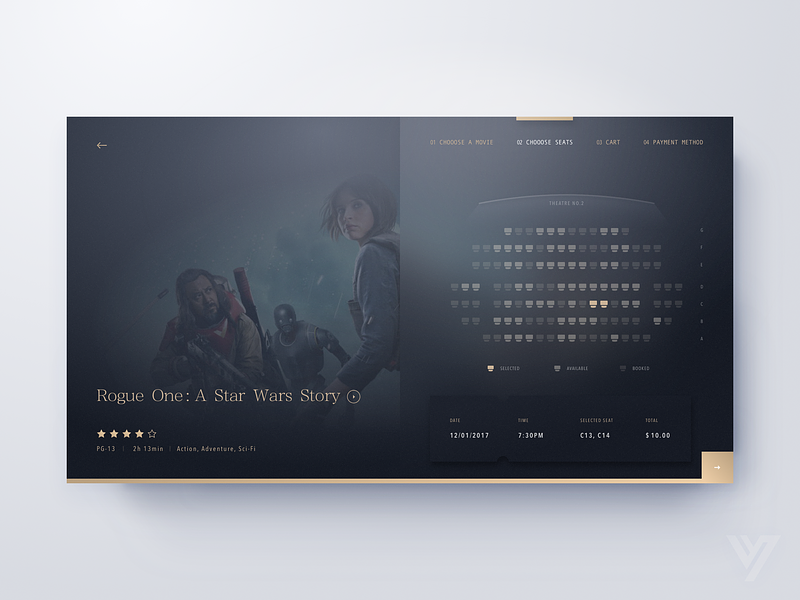 01 CHOOOSE A MOVIE
02 CHOOOSE SEATS
03 CART
04 PAYMENT METHOD
THEATRE NO.2
G
F
E
D
C
B
A
SELECTED
AVAILABLE
BOOKED
Rogue One: A Star Wars Story
PG-13 | 2h 13min | Action, Adventure, Sci-Fi
DATE
TIME
SELECTED SEAT
TOTAL
12/01/2017
7:30PM
C13, C14
$10.00